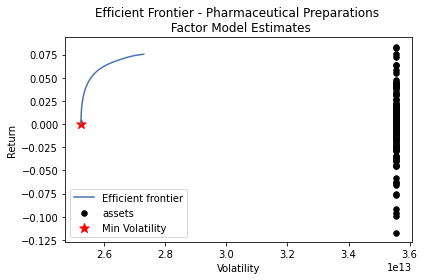 Efficient Frontier - Pharmaceutical Preparations
Factor Model Estimates
Return
0.075
0.050
0.025
0.000
−0.025
−0.050
−0.075
−0.100
−0.125
Efficient frontier
assets
Min Volatility
2.6
2.8
3.0
3.2
3.4
3.6
1e13
Volatility